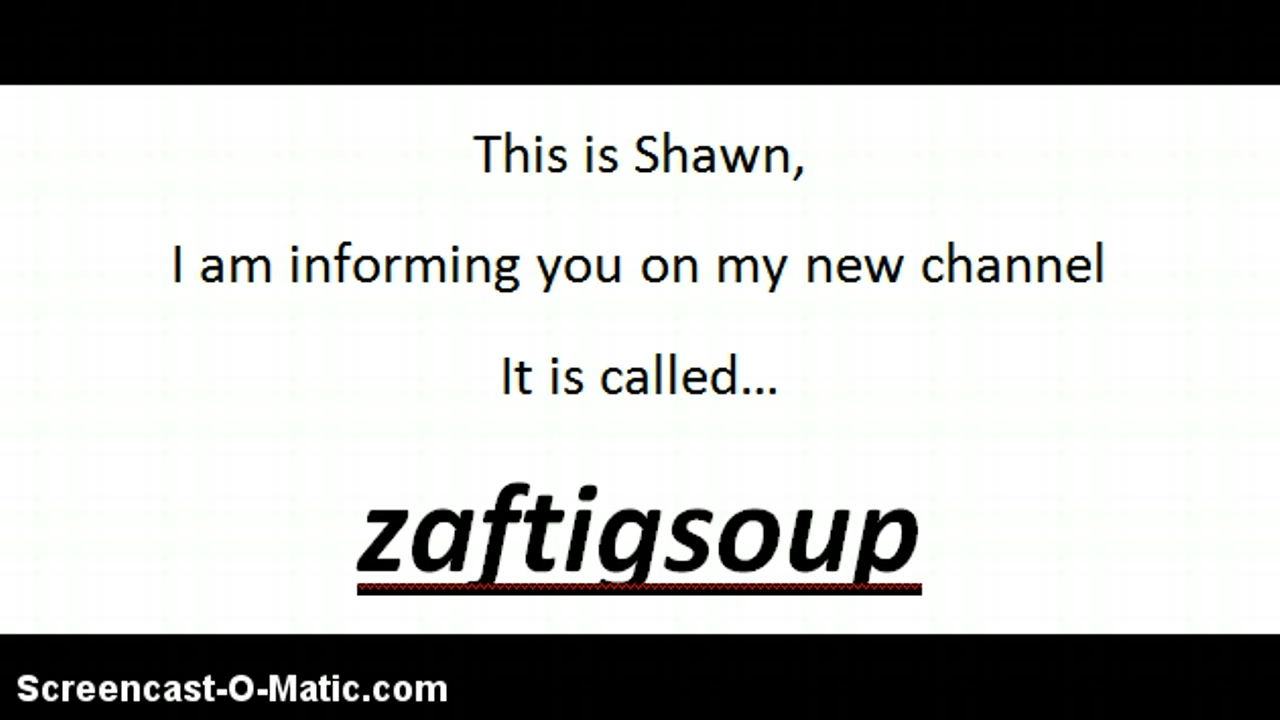 This is Shawn,
I am informing you on my new channel
It is called...
zaftigsoup
Screencast-O-Matic.com